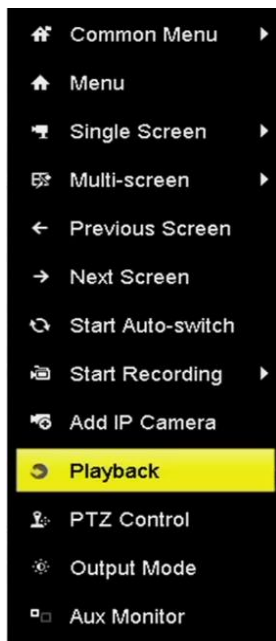 Common Menu
Menu
Single Screen
Multi-screen
Previous Screen
Next Screen
Start Auto-switch
Start Recording
Add IP Camera
Playback
PTZ Control
Output Mode
Aux Monitor